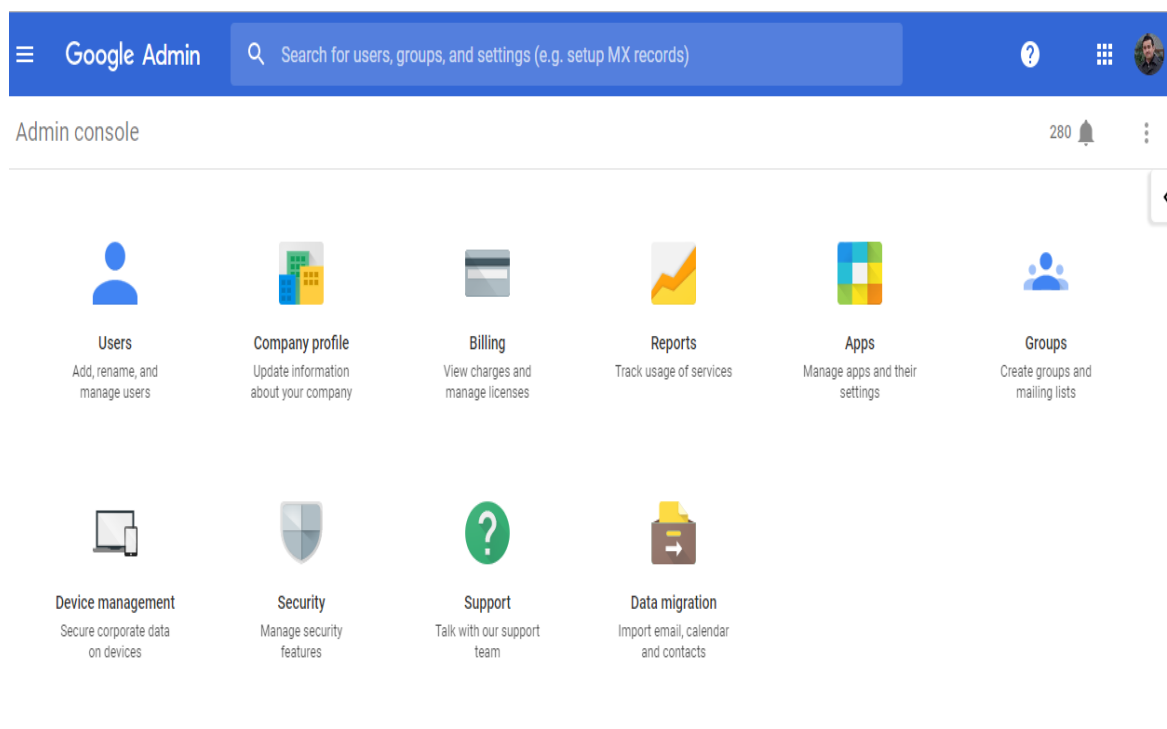 Google Admin
Search for users, groups, and settings (e.g. setup MX records)
Admin console
280
Users
Add, rename, and
manage users
Company profile
Update information
about your company
Billing
View charges and
manage licenses
Reports
Track usage of services
Apps
Manage apps and their
settings
Groups
Create groups and
mailing lists
Device management
Secure corporate data
on devices
Security
Manage security
features
Support
Talk with our support
team
Data migration
Import email, calendar
and contacts